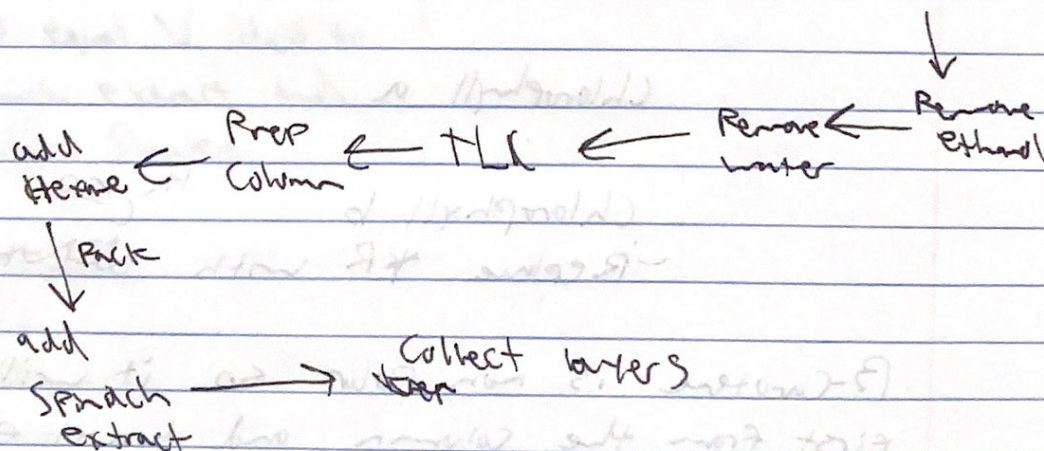 Remove
ethanol
Remove
water
TLC
Prep
Column
add
Hexane
Pack
add
Spinach
extract
Collect layers